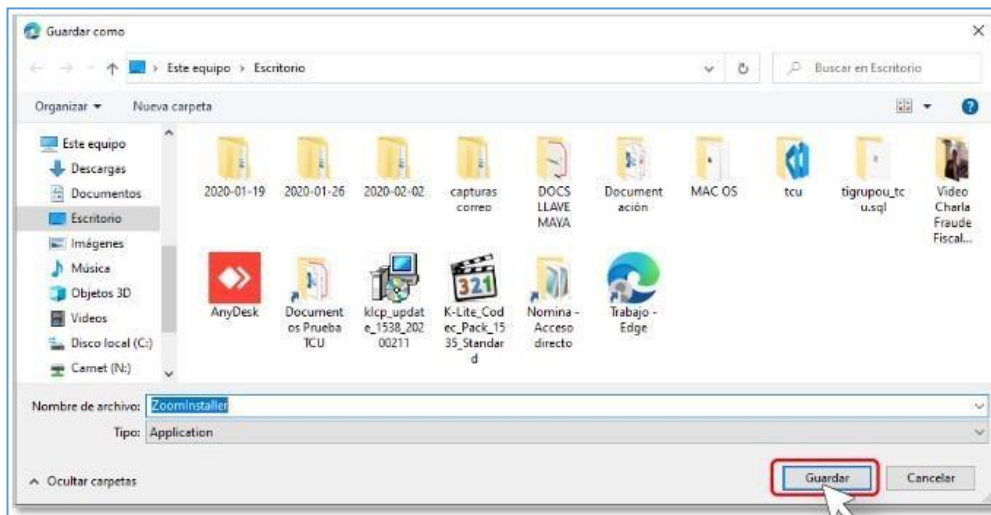 Guardar como
Este equipo › Escritorio
Buscar en Escritorio
Organizar
Nueva carpeta
Este equipo
Descargas
Documentos
Escritorio
Imágenes
Música
Objetos 3D
Videos
Disco local (C:)
Carnet (N:)
2020-01-19
2020-01-26
2020-02-02
capturas
correo
DOCS
LLAVE
MAYA
Document
ación
MAC OS
tcu
tigrupou_tc
u.sql
Video
Charla
Fraude
Fiscal...
AnyDesk
Document
os Prueba
TCU
klcp_updat
e_1538_202
00211
321
K-Lite_Cod
ec_Pack_15
35_Standar
d
Nomina -
Acceso
directo
Trabajo -
Edge
Nombre de archivo: ZoomInstaller
Tipo: Application
Ocultar carpetas
Guardar
Cancelar